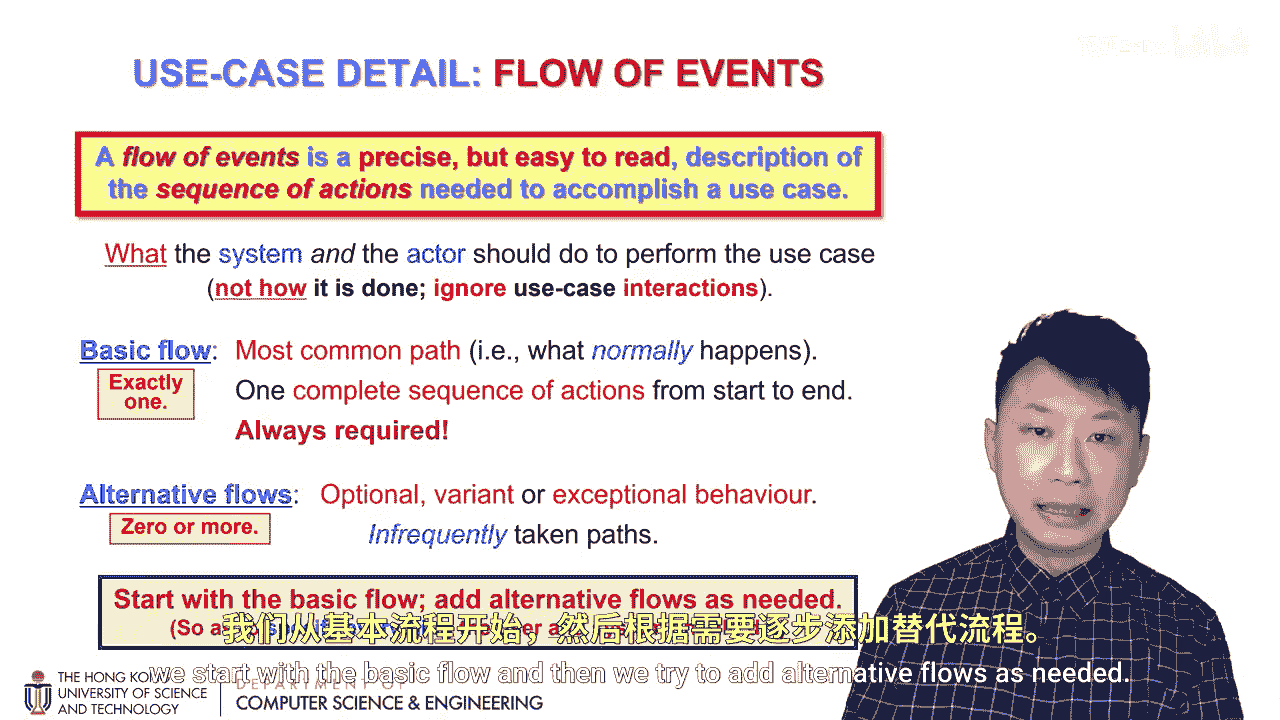 USE-CASE DETAIL: FLOW OF EVENTS
A flow of events is a precise, but easy to read, description of
the sequence of actions needed to accomplish a use case.
What the system and the actor should do to perform the use case
(not how it is done; ignore use-case interactions).
Basic flow: Most common path (i.e., what normally happens).
Exactly
one.
One complete sequence of actions from start to end.
Always required!
Alternative flows: Optional, variant or exceptional behaviour.
Zero or more.
Infrequently taken paths.
Start with the basic flow; add alternative flows as needed.
(So a
我们从基本流程开始，然后根据需要逐步添加替代流程。
we start with the basic flow and then we try to add alternative flows as needed.
THE HONG KONG
UNIVERSITY OF SCIENCE
AND TECHNOLOGY
DEPARTMENT OF
COMPUTER SCIENCE & ENGINEERING